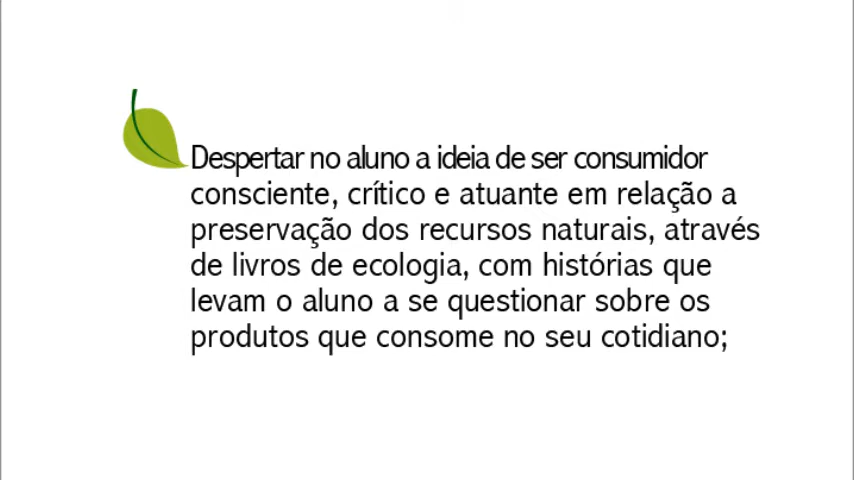 Despertar no aluno a ideia de ser consumidor
consciente, crítico e atuante em relação a
preservação dos recursos naturais, através
de livros de ecologia, com histórias que
levam o aluno a se questionar sobre os
produtos que consome no seu cotidiano;